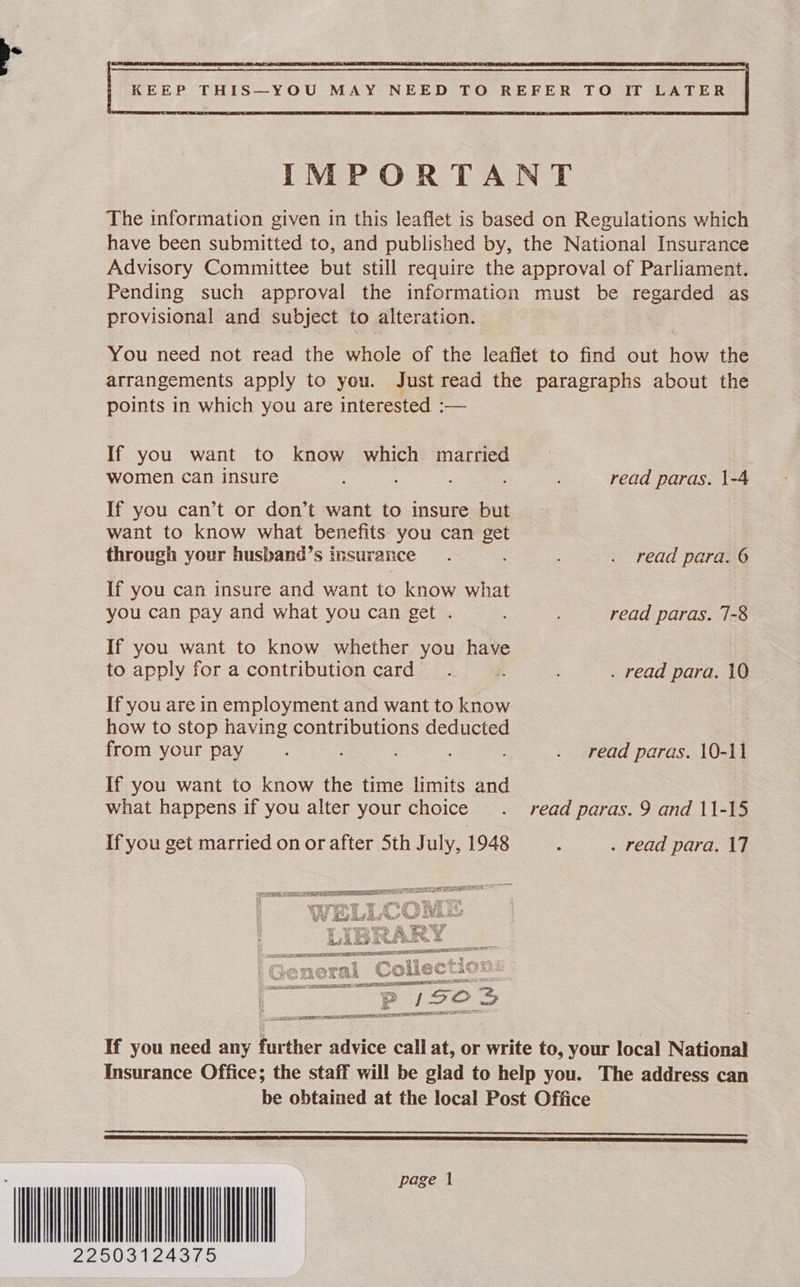 KEEP THIS—YOU MAY NEED TO REFER TO IT LATER
IMPORTANT
The information given in this leaflet is based on Regulations which
have been submitted to, and published by, the National Insurance
Advisory Committee but still require the approval of Parliament.
Pending such approval the information must be regarded as
provisional and subject to alteration.
You need not read the whole of the leaflet to find out how the
arrangements apply to you. Just read the paragraphs about the
points in which you are interested :—
If you want to know which married
women can insure . . . . . read paras. 1-4
If you can't or don't want to insure but
want to know what benefits you can get
through your husband's insurance . . . . read para. 6
If you can insure and want to know what
you can pay and what you can get . . . read paras. 7-8
If you want to know whether you have
to apply for a contribution card . . . . read para. 10
If you are in employment and want to know
how to stop having contributions deducted
from your pay . . . . . . read paras. 10-11
If you want to know the time limits and
what happens if you alter your choice . read paras. 9 and 11-15
If you get married on or after 5th July, 1948 . . read para. 17
WELLCOME
LIBRARY
General Collections
P 1503
If you need any further advice call at, or write to, your local National
Insurance Office; the staff will be glad to help you. The address can
be obtained at the local Post Office
page 1
22503124375